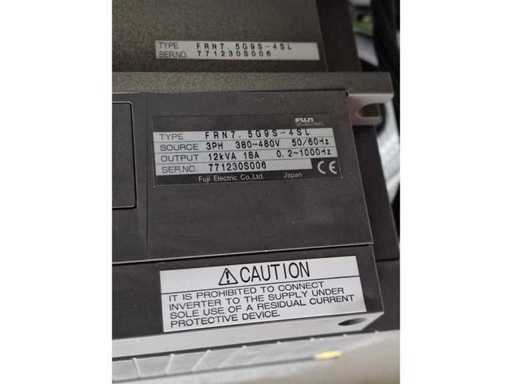 TYPE FRN7.5G9S-4SL
SER.NO. 771230S006
FUJI
TYPE FRN7.5G9S-4SL
SOURCE 3PH 380-480V 50/60Hz
OUTPUT 12kVA 18A 0.2-1000Hz
SER.NO. 771230S006
Fuji Electric Co.,Ltd. Japan CE
CAUTION
IT IS PROHIBITED TO CONNECT
INVERTER TO THE SUPPLY UNDER
SOLE USE OF A RESIDUAL CURRENT
PROTECTIVE DEVICE.